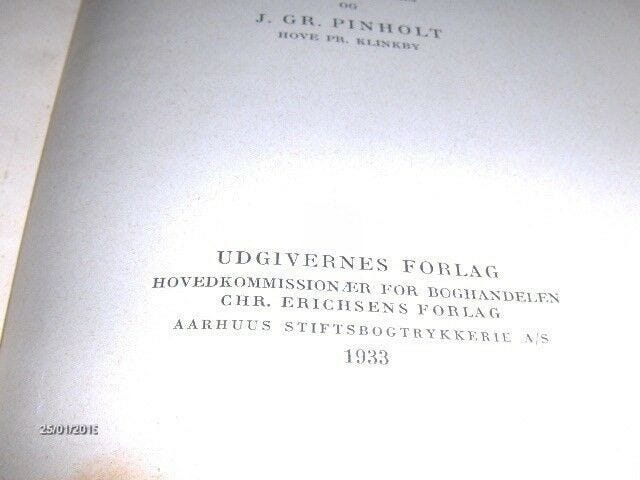 OG
J. GR. PINHOLT
HOVE PR. KLINKBY
UDGIVERNES FORLAG
HOVEDKOMMISSIONÆR FOR BOGHANDELEN
CHR. ERICHSENS FORLAG
AARHUUS STIFTSBOGTRYKKERIE A/S
1933
25/01/2015